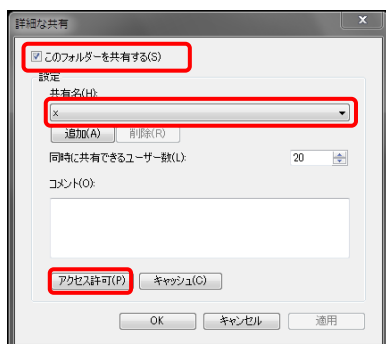 詳細な共有
このフォルダーを共有する(S)
設定
共有名(H):
x
追加(A) 削除(R)
同時に共有できるユーザー数(L): 20
コメント(O):
アクセス許可(P) キャッシュ(C)
OK キャンセル 適用